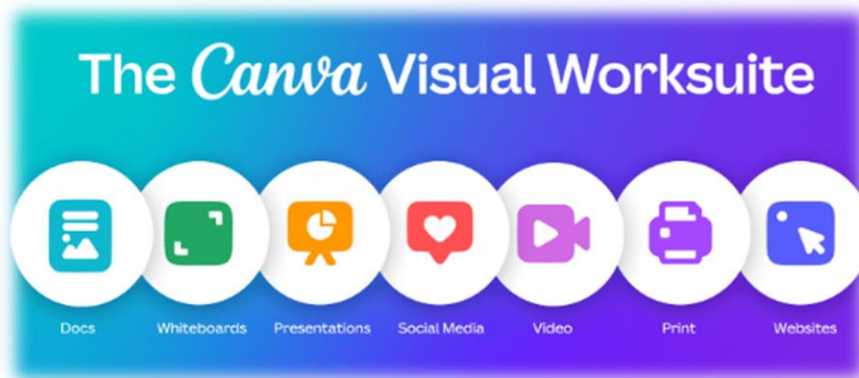 The Canva Visual Worksuite
Docs Whiteboards Presentations Social Media Video Print Websites